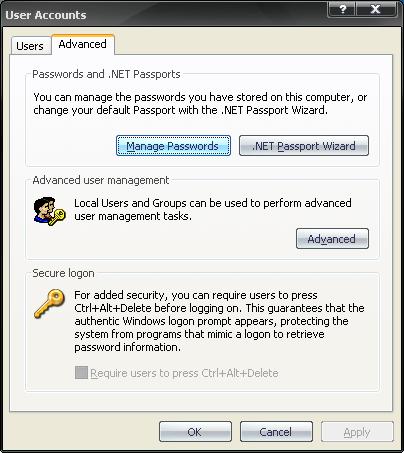 User Accounts
Users
Advanced
Passwords and .NET Passports
You can manage the passwords you have stored on this computer, or
change your default Passport with the .NET Passport Wizard.
Manage Passwords
.NET Passport Wizard
Advanced user management
Local Users and Groups can be used to perform advanced
user management tasks.
Advanced
Secure logon
For added security, you can require users to press
Ctrl+Alt+Delete before logging on. This guarantees that the
authentic Windows logon prompt appears, protecting the
system from programs that mimic a logon to retrieve
password information.
Require users to press Ctrl+Alt+Delete
OK
Cancel
Apply